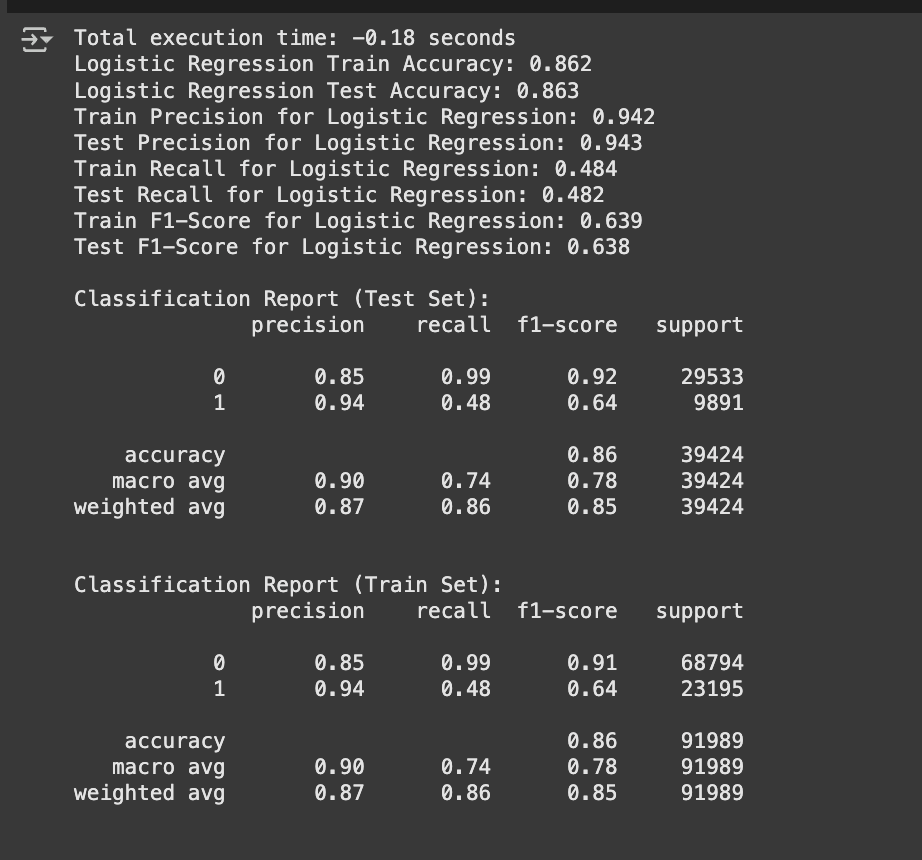 Total execution time: -0.18 seconds
Logistic Regression Train Accuracy: 0.862
Logistic Regression Test Accuracy: 0.863
Train Precision for Logistic Regression: 0.942
Test Precision for Logistic Regression: 0.943
Train Recall for Logistic Regression: 0.484
Test Recall for Logistic Regression: 0.482
Train F1-Score for Logistic Regression: 0.639
Test F1-Score for Logistic Regression: 0.638

Classification Report (Test Set):
              precision    recall  f1-score   support

           0       0.85      0.99      0.92     29533
           1       0.94      0.48      0.64      9891

    accuracy                           0.86     39424
   macro avg       0.90      0.74      0.78     39424
weighted avg       0.87      0.86      0.85     39424

Classification Report (Train Set):
              precision    recall  f1-score   support

           0       0.85      0.99      0.91     68794
           1       0.94      0.48      0.64     23195

    accuracy                           0.86     91989
   macro avg       0.90      0.74      0.78     91989
weighted avg       0.87      0.86      0.85     91989